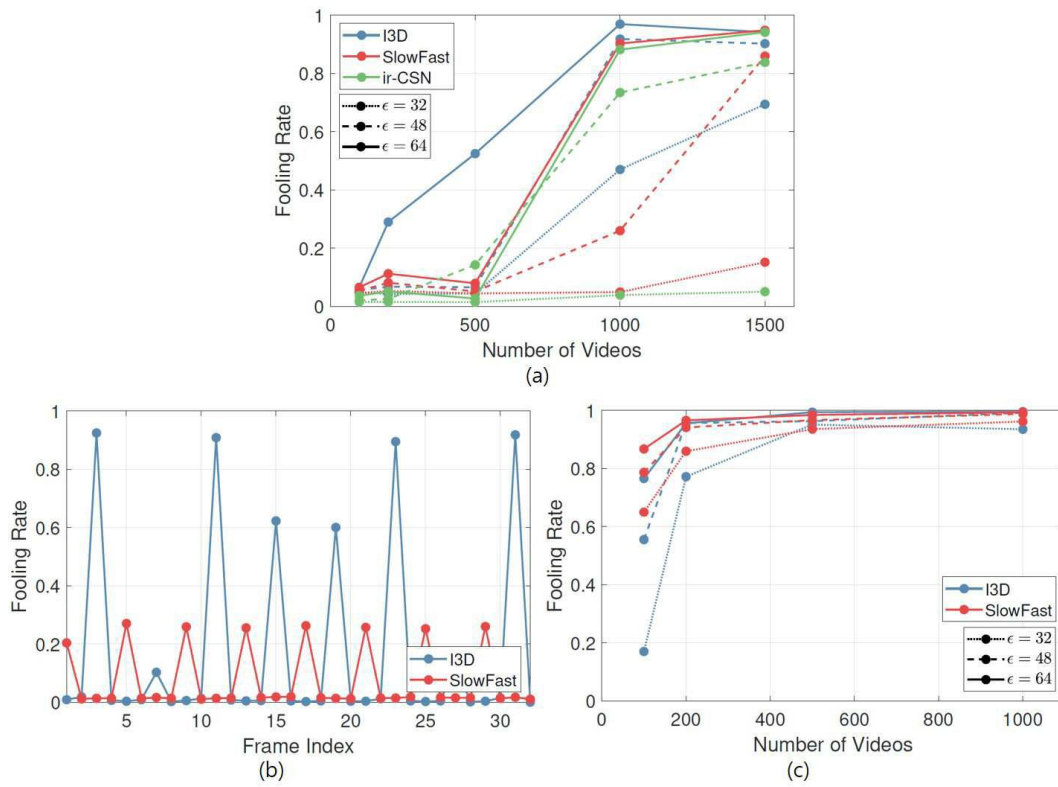 1
0.8
0.6
0.4
0.2
0
Fooling Rate
I3D
SlowFast
ir-CSN
ϵ = 32
ϵ = 48
ϵ = 64
0 500 1000 1500
Number of Videos
(a)
1
0.8
0.6
0.4
0.2
0
Fooling Rate
I3D
SlowFast
5 10 15 20 25 30
Frame Index
(b)
1
0.8
0.6
0.4
0.2
0
Fooling Rate
I3D
SlowFast
ϵ = 32
ϵ = 48
ϵ = 64
0 200 400 600 800 1000
Number of Videos
(c)